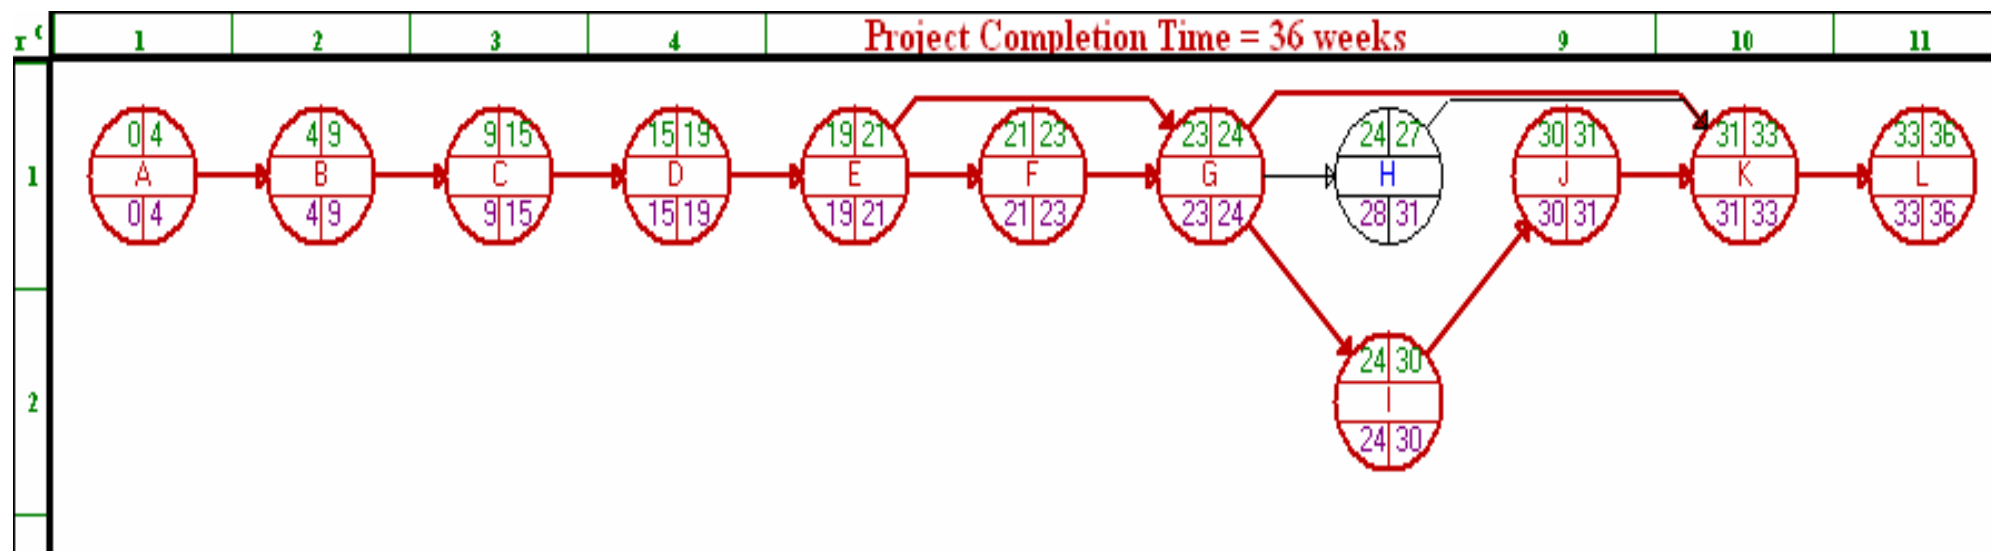 r c 1 2 3 4 Project Completion Time = 36 weeks 9 10 11
0 4 4 9 9 15 15 19 19 21 21 23 23 24 24 27 30 31 31 33 33 36
1 A B C D E F G H J K L
0 4 4 9 9 15 15 19 19 21 21 23 23 24 28 31 30 31 31 33 33 36
24 30
2 I
24 30